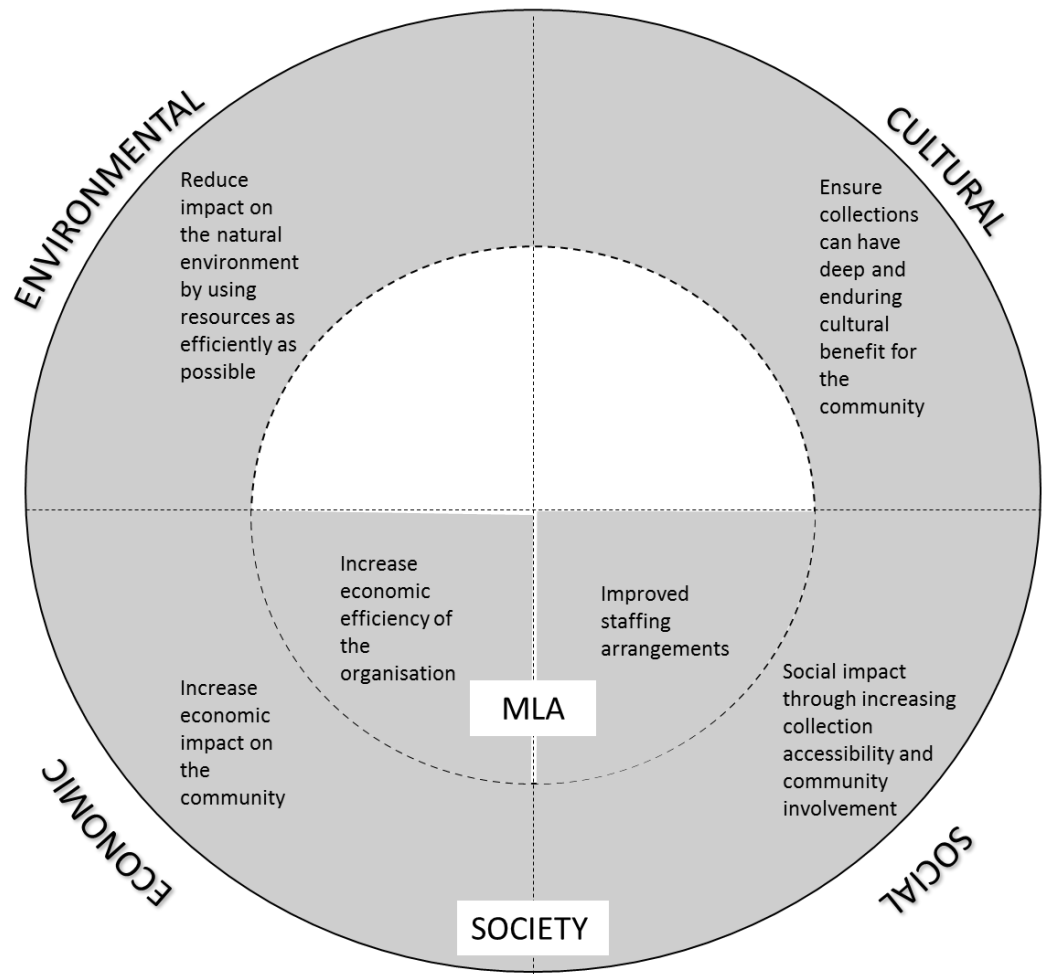 ENVIRONMENTAL
Reduce
impact on
the natural
environment
by using
resources as
efficiently as
possible
CULTURAL
Ensure
collections
can have
deep and
enduring
cultural
benefit for
the
community
Increase
economic
efficiency of
the
organisation
Improved
staffing
arrangements
MLA
Increase
economic
impact on
the
community
ECONOMIC
Social impact
through increasing
collection
accessibility and
community
involvement
SOCIAL
SOCIETY